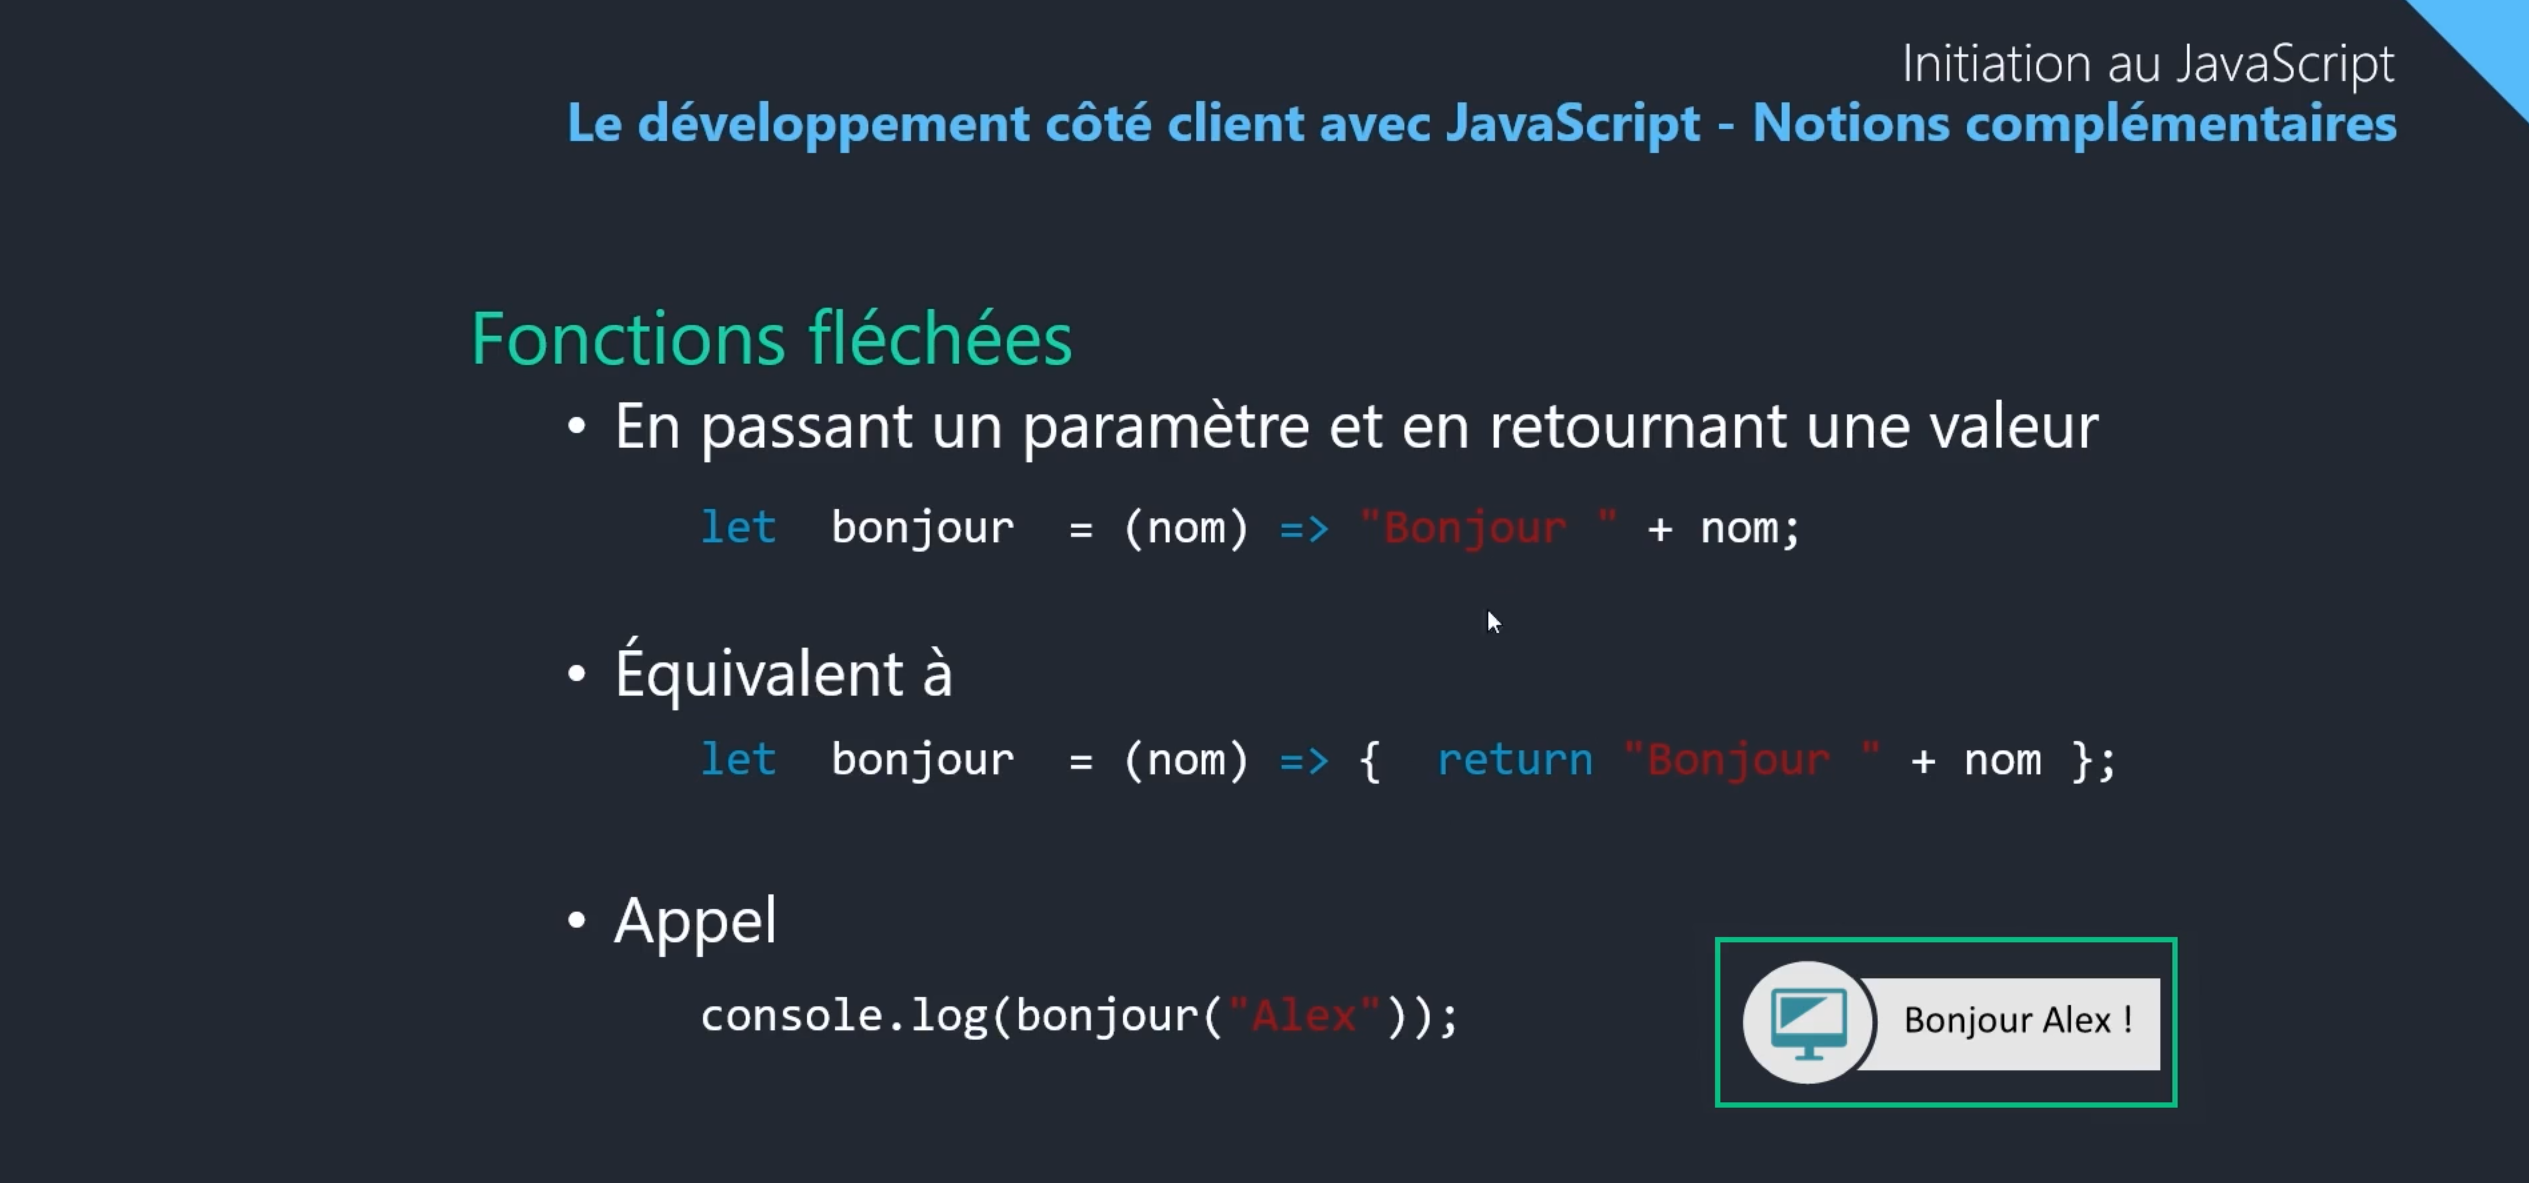 Initiation au JavaScript
Le développement côté client avec JavaScript - Notions complémentaires
Fonctions fléchées
• En passant un paramètre et en retournant une valeur
let bonjour = (nom) => "Bonjour " + nom;
• Équivalent à
let bonjour = (nom) => { return "Bonjour " + nom };
• Appel
console.log(bonjour("Alex"));
Bonjour Alex !